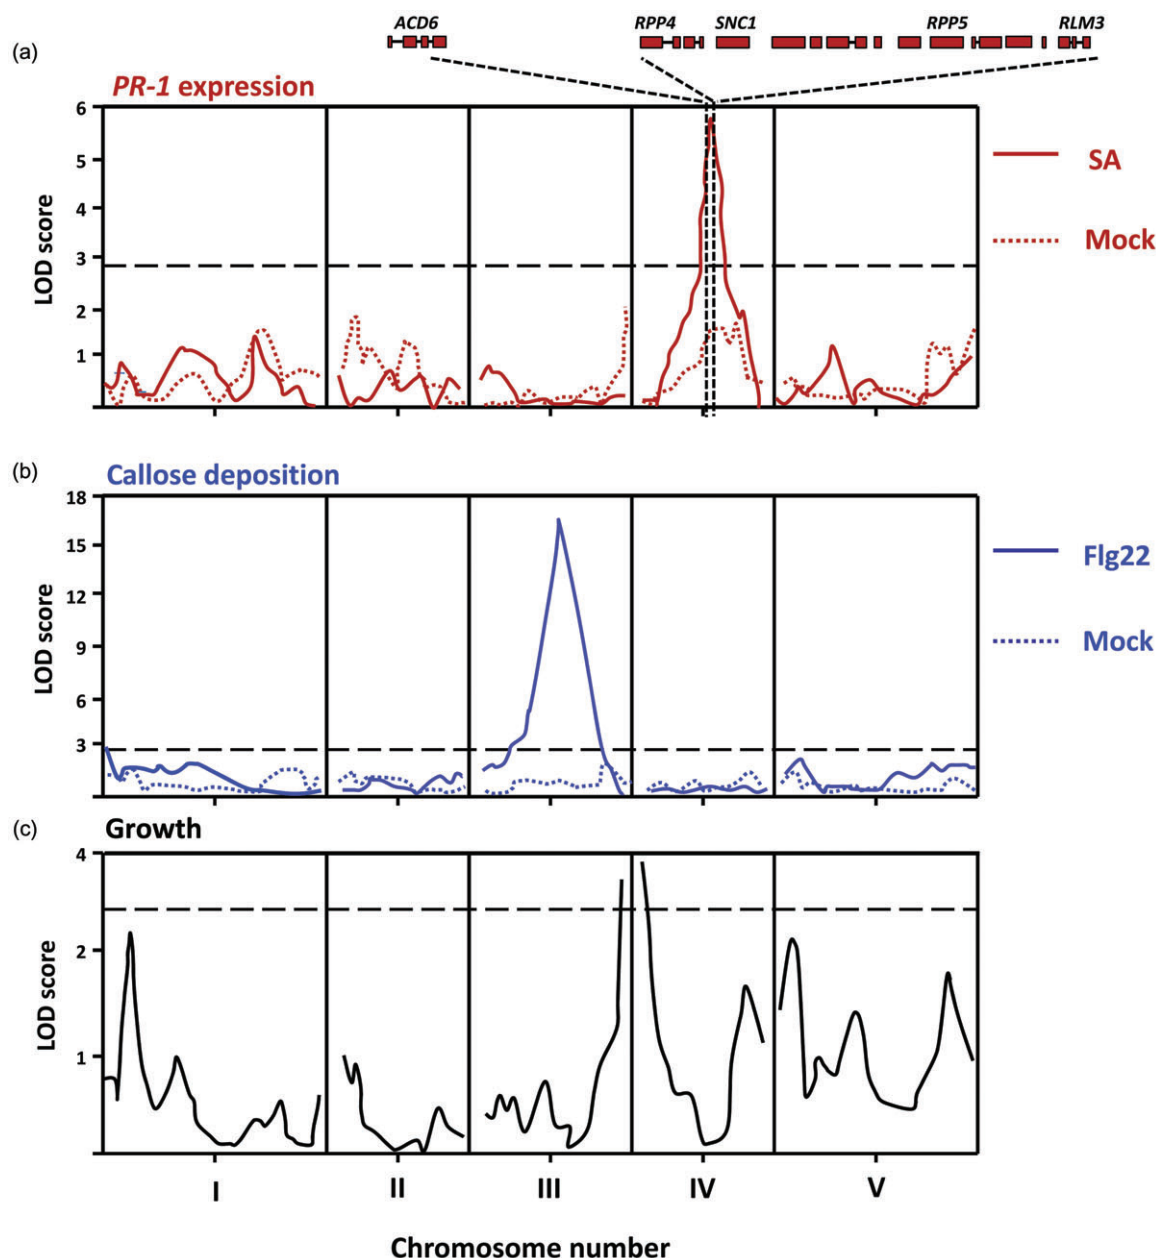 ACD6 RPP4 SNC1 RPP5 RLM3
(a)
PR-1 expression
6
5
4
3
2
1
LOD score
SA
Mock
(b)
Callose deposition
18
15
12
9
6
3
LOD score
Flg22
Mock
(c)
Growth
4
2
1
LOD score
I II III IV V
Chromosome number